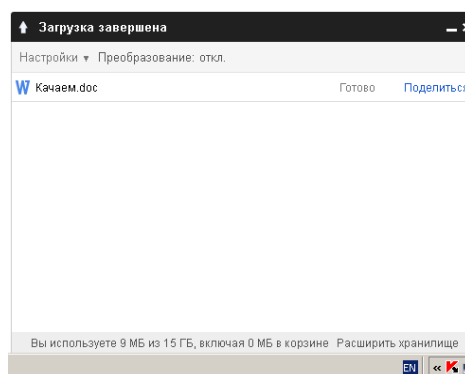 Загрузка завершена
Настройки Преобразование: откл.
W Качаем.doc Готово Поделиться
Вы используете 9 МБ из 15 ГБ, включая 0 МБ в корзине Расширить хранилище
EN «